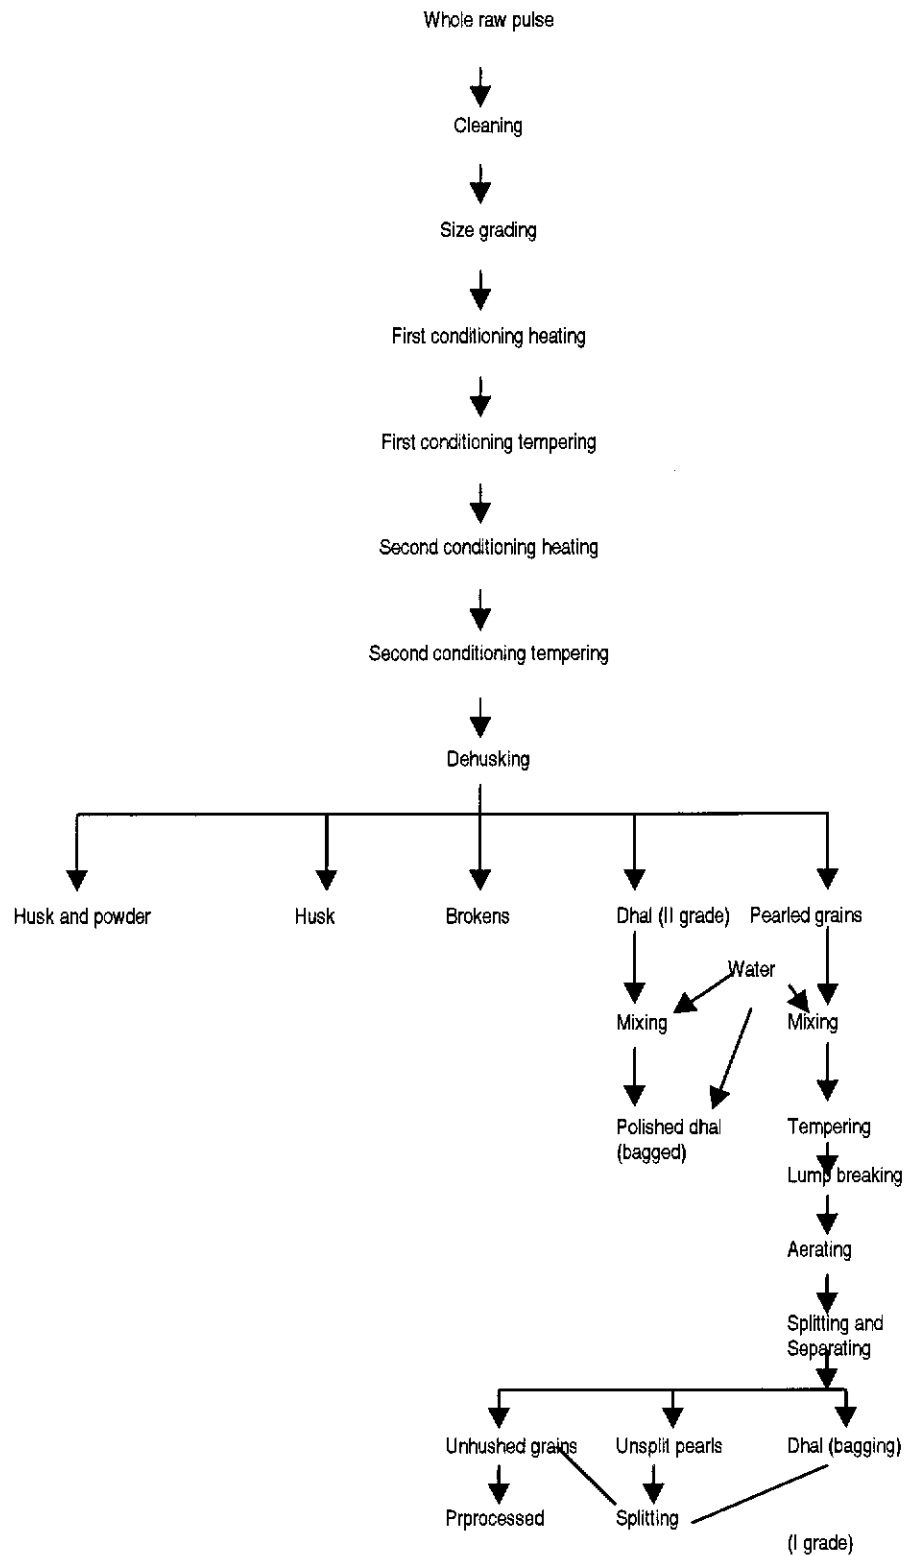 Whole raw pulse
Cleaning
Size grading
First conditioning heating
First conditioning tempering
Second conditioning heating
Second conditioning tempering
Dehusking
Husk and powder
Husk
Brokens
Dhal (II grade)
Pearled grains
Water
Mixing
Mixing
Polished dhal
(bagged)
Tempering
Lump breaking
Aerating
Splitting and
Separating
Unhushed grains
Unsplit pearls
Dhal (bagging)
Prprocessed
Splitting
(I grade)